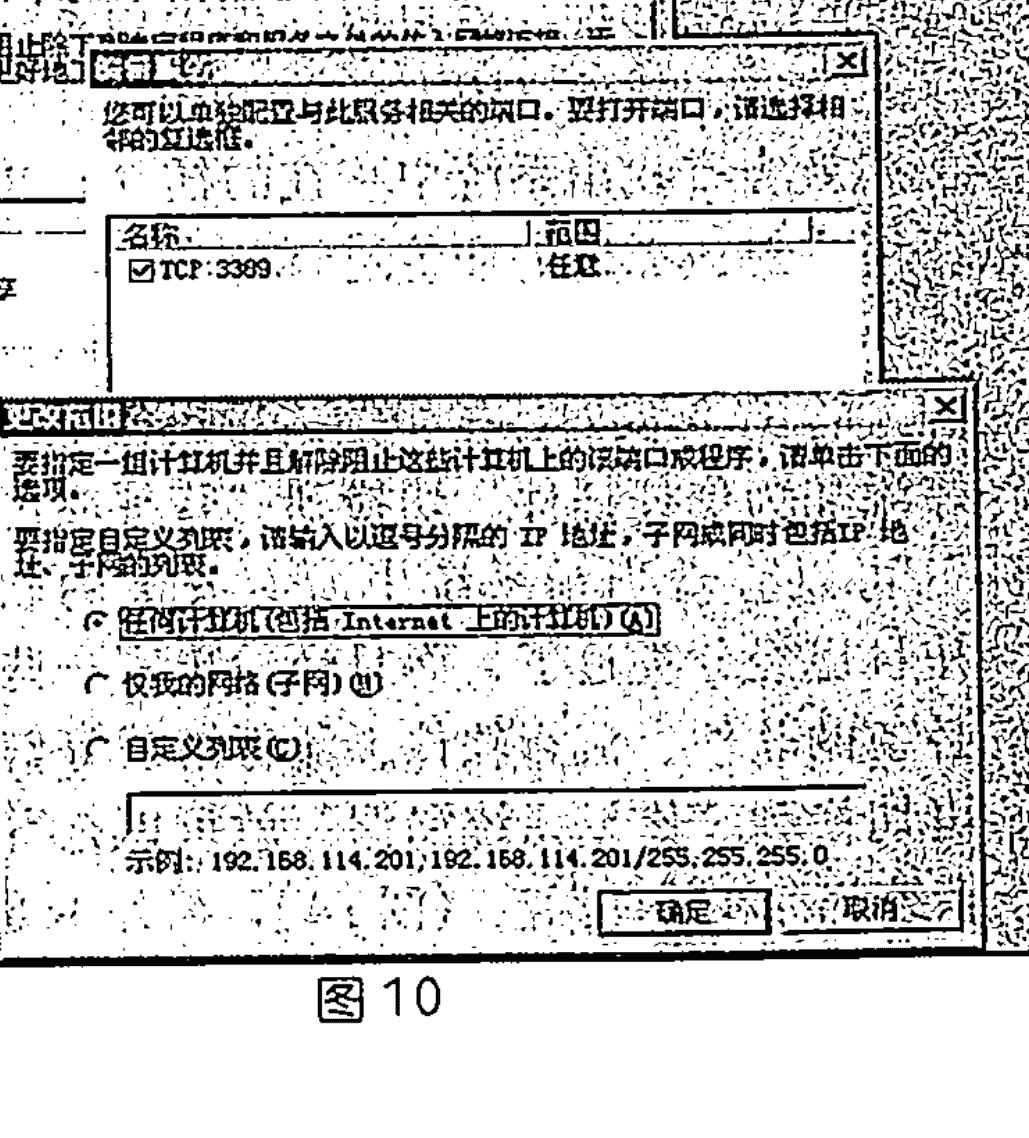 您可以单独配置与此服务相关的端口。要打开端口，请选择相
邻的复选框。
名称
范围
TCP 3389
任意
更改范围
要指定一组计算机并且解除阻止这些计算机上的该端口或程序，请单击下面的
选项。
要指定自定义列表，请输入以逗号分隔的 IP 地址，子网或同时包括IP 地
址、子网的列表。
任何计算机(包括 Internet 上的计算机)(A)
仅我的网络(子网)(N)
自定义列表(C):
示例: 192.168.114.201,192.168.114.201/255.255.255.0
确定
取消
图 10